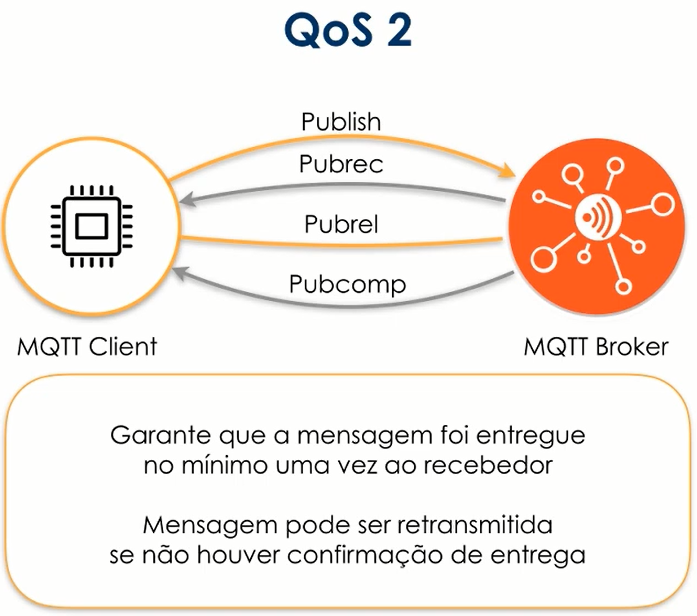 QoS 2
Publish
Pubrec
Pubrel
Pubcomp
MQTT Client
MQTT Broker
Garante que a mensagem foi entregue
no mínimo uma vez ao recebedor
Mensagem pode ser retransmitida
se não houver confirmação de entrega